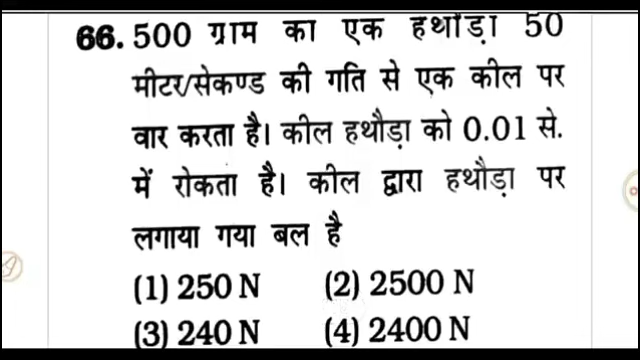 66. 500 ग्राम का एक हथौड़ा 50
मीटर/सेकण्ड की गति से एक कील पर
वार करता है। कील हथौड़ा को 0.01 से.
में रोकता है। कील द्वारा हथौड़ा पर
लगाया गया बल है
(1) 250 N (2) 2500 N
(3) 240 N (4) 2400 N